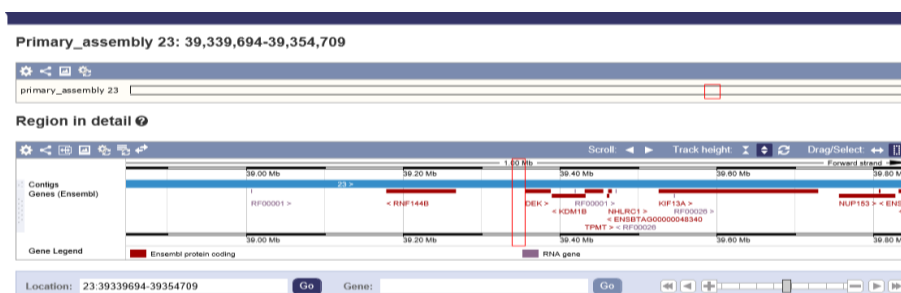 Primary_assembly 23: 39,339,694-39,354,709
primary_assembly 23
Region in detail
Scroll: Track height: Drag/Select:
1.00 Mb Forward strand
39.00 Mb 39.20 Mb 39.40 Mb 39.60 Mb 39.80 M
Contigs 23 >
Genes (Ensembl)
RF00001 > < RNF144B DEK > RF00001 > KIF13A > NUP153 > < ENS
< KDM1B NHLRC1 > RF00026 >
< ENSBTAG00000048340
TPMT > < RF00026
39.00 Mb 39.20 Mb 39.40 Mb 39.60 Mb 39.80 M
Gene Legend Ensembl protein coding RNA gene
Location: 23:39339694-39354709 Go Gene: Go